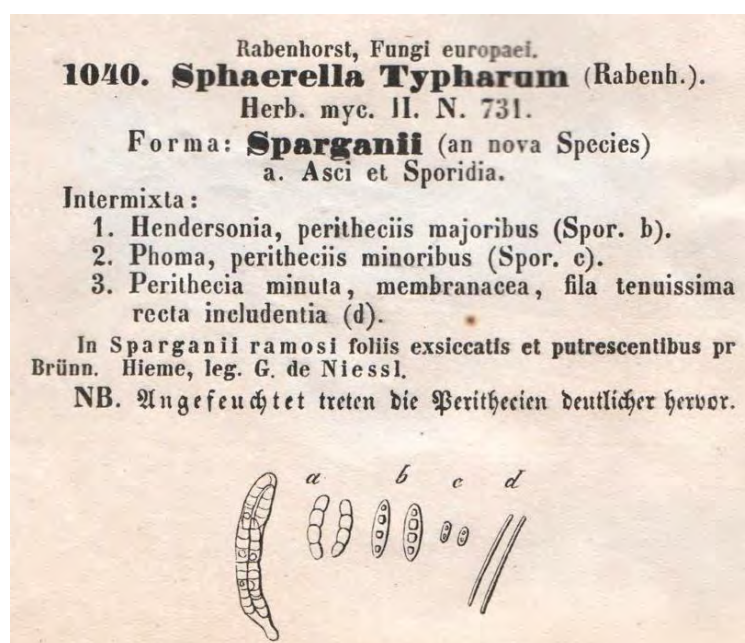 Rabenhorst, Fungi europaei.
1040. Sphaerella Typharum (Rabenh.).
Herb. myc. II. N. 731.
Forma: Sparganii (an nova Species)
a. Asci et Sporidia.
Intermixta:
1. Hendersonia, peritheciis majoribus (Spor. b).
2. Phoma, peritheciis minoribus (Spor. c).
3. Perithecia minuta, membranacea, fila tenuissima
recta includentia (d).
In Sparganii ramosi foliis exsiccatis et putrescentibus pr
Brünn. Hieme, leg. G. de Niessl.
NB. Angefeuchtet treten die Perithecien deutlicher hervor.
a b c d